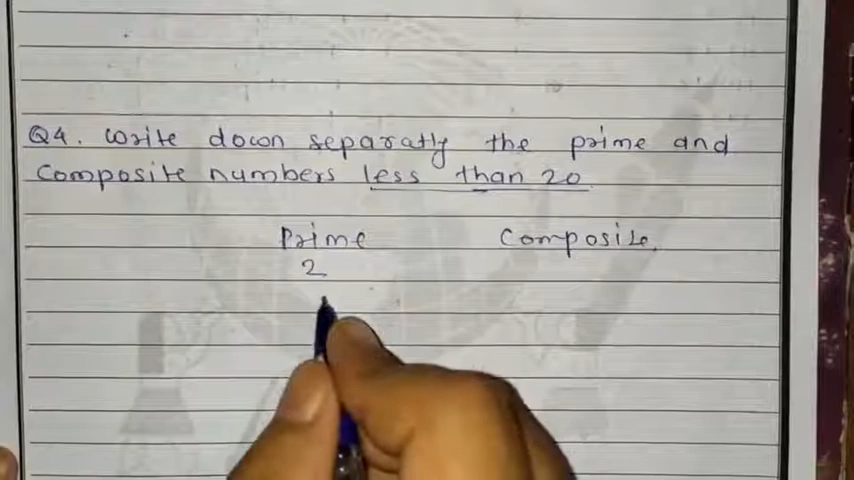 Q4. Write down separatly the prime and
Composite numbers less than 20
Prime Composite.
2